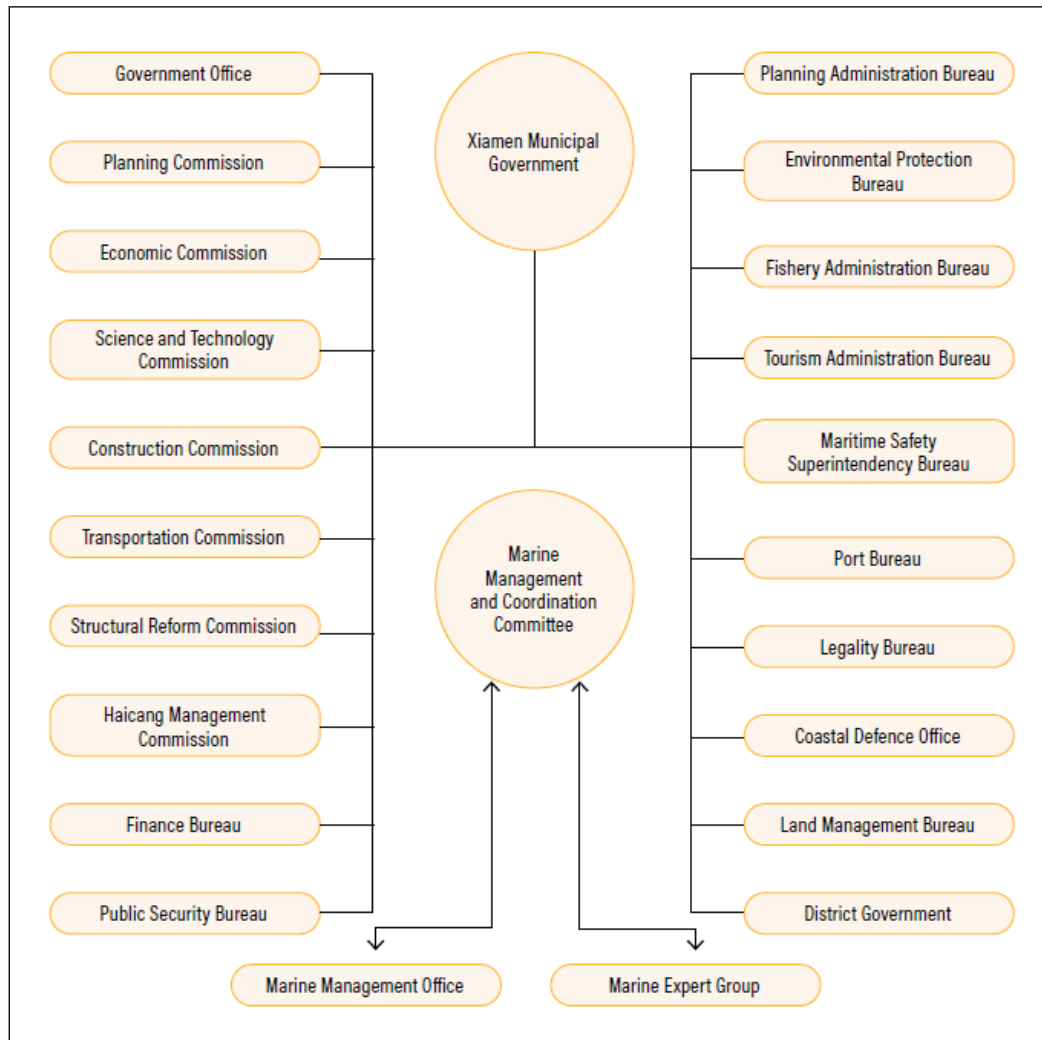 Government Office
Planning Commission
Economic Commission
Science and Technology
Commission
Construction Commission
Transportation Commission
Structural Reform Commission
Haicang Management
Commission
Finance Bureau
Public Security Bureau
Xiamen Municipal
Government
Marine
Management
and Coordination
Committee
Planning Administration Bureau
Environmental Protection
Bureau
Fishery Administration Bureau
Tourism Administration Bureau
Maritime Safety
Superintendency Bureau
Port Bureau
Legality Bureau
Coastal Defence Office
Land Management Bureau
District Government
Marine Management Office
Marine Expert Group